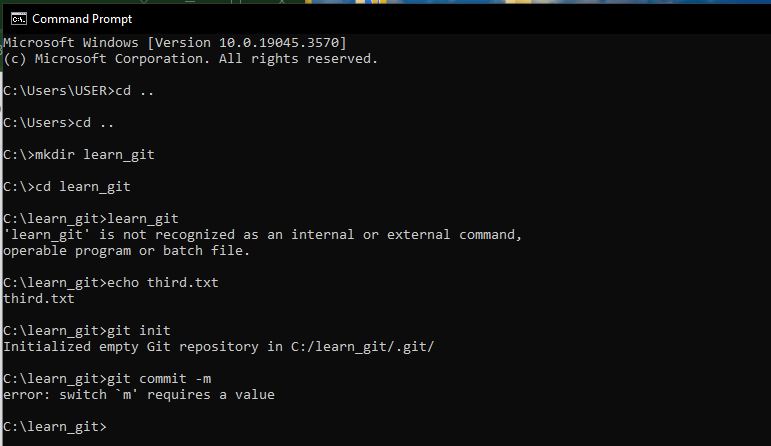 Command Prompt
Microsoft Windows [Version 10.0.19045.3570]
(c) Microsoft Corporation. All rights reserved.
C:\Users\USER>cd ..
C:\Users>cd ..
C:\>mkdir learn_git
C:\>cd learn_git
C:\learn_git>learn_git
'learn_git' is not recognized as an internal or external command,
operable program or batch file.
C:\learn_git>echo third.txt
third.txt
C:\learn_git>git init
Initialized empty Git repository in C:/learn_git/.git/
C:\learn_git>git commit -m
error: switch `m' requires a value
C:\learn_git>